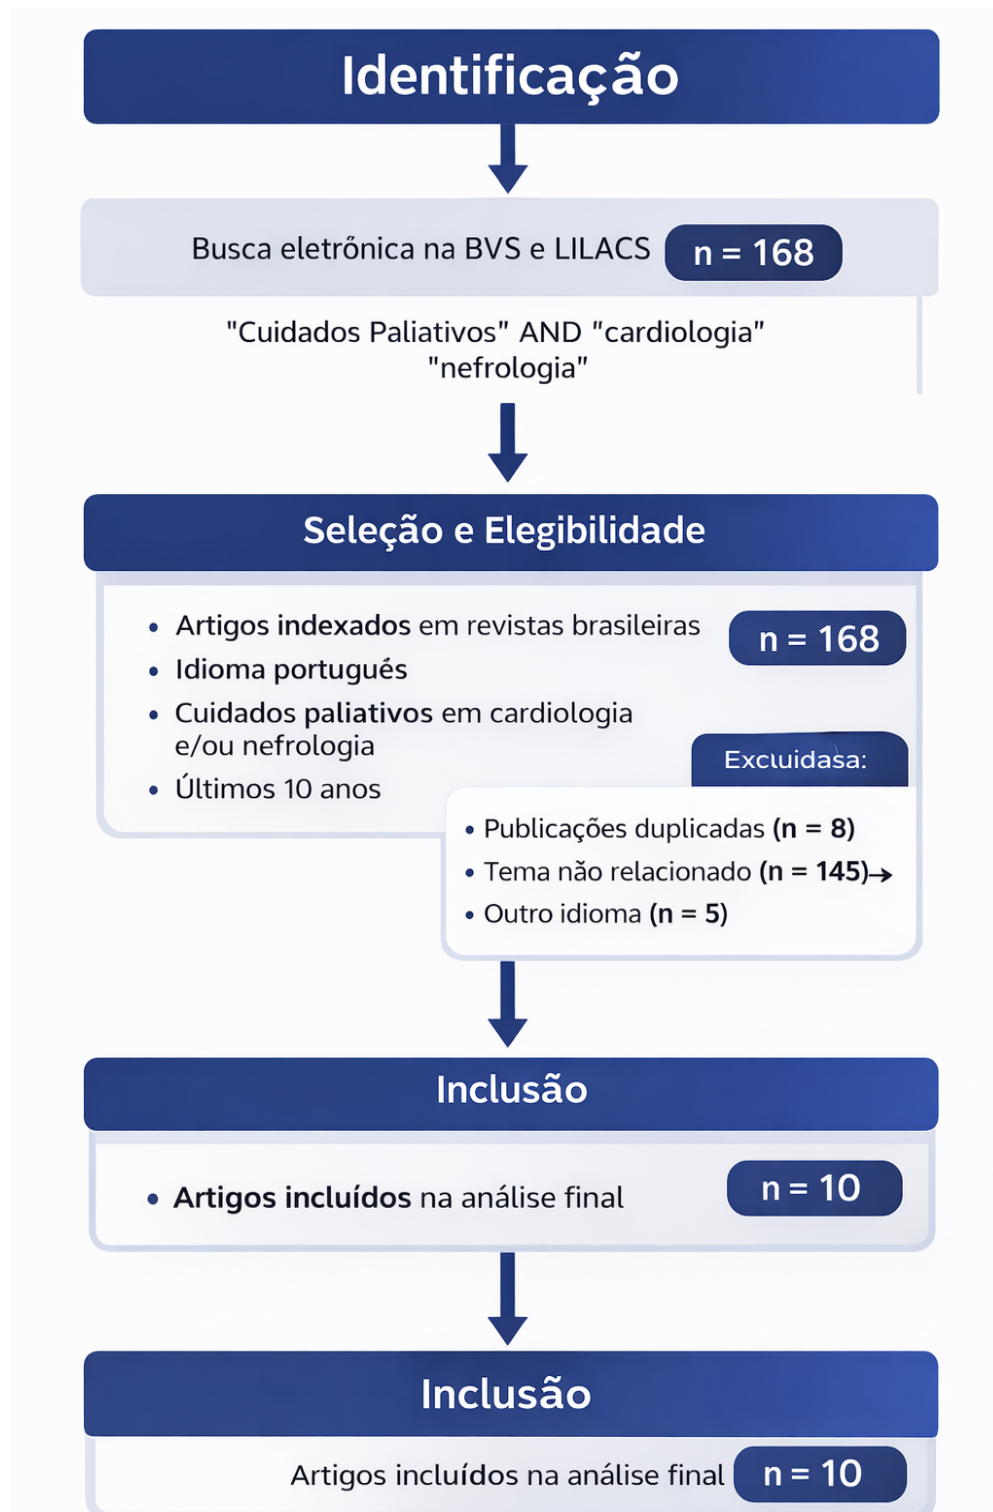 Identificação
Busca eletrőnica na BVS e LILACS n = 168
"Cuidados Paliativos" AND "cardiologia"
"nefrologia"
Seleção e Elegibilidade
• Artigos indexados em revistas brasileiras n = 168
• Idioma portugués
• Cuidados paliativos em cardiologia
e/ou nefrologia
• Últimos 10 anos
Excluidasa:
• Publicações duplicadas (n = 8)
• Tema não relacionado (n = 145)→
• Outro idioma (n = 5)
Inclusão
• Artigos incluídos na análise final n = 10
Inclusão
Artigos incluídos na análise final n = 10